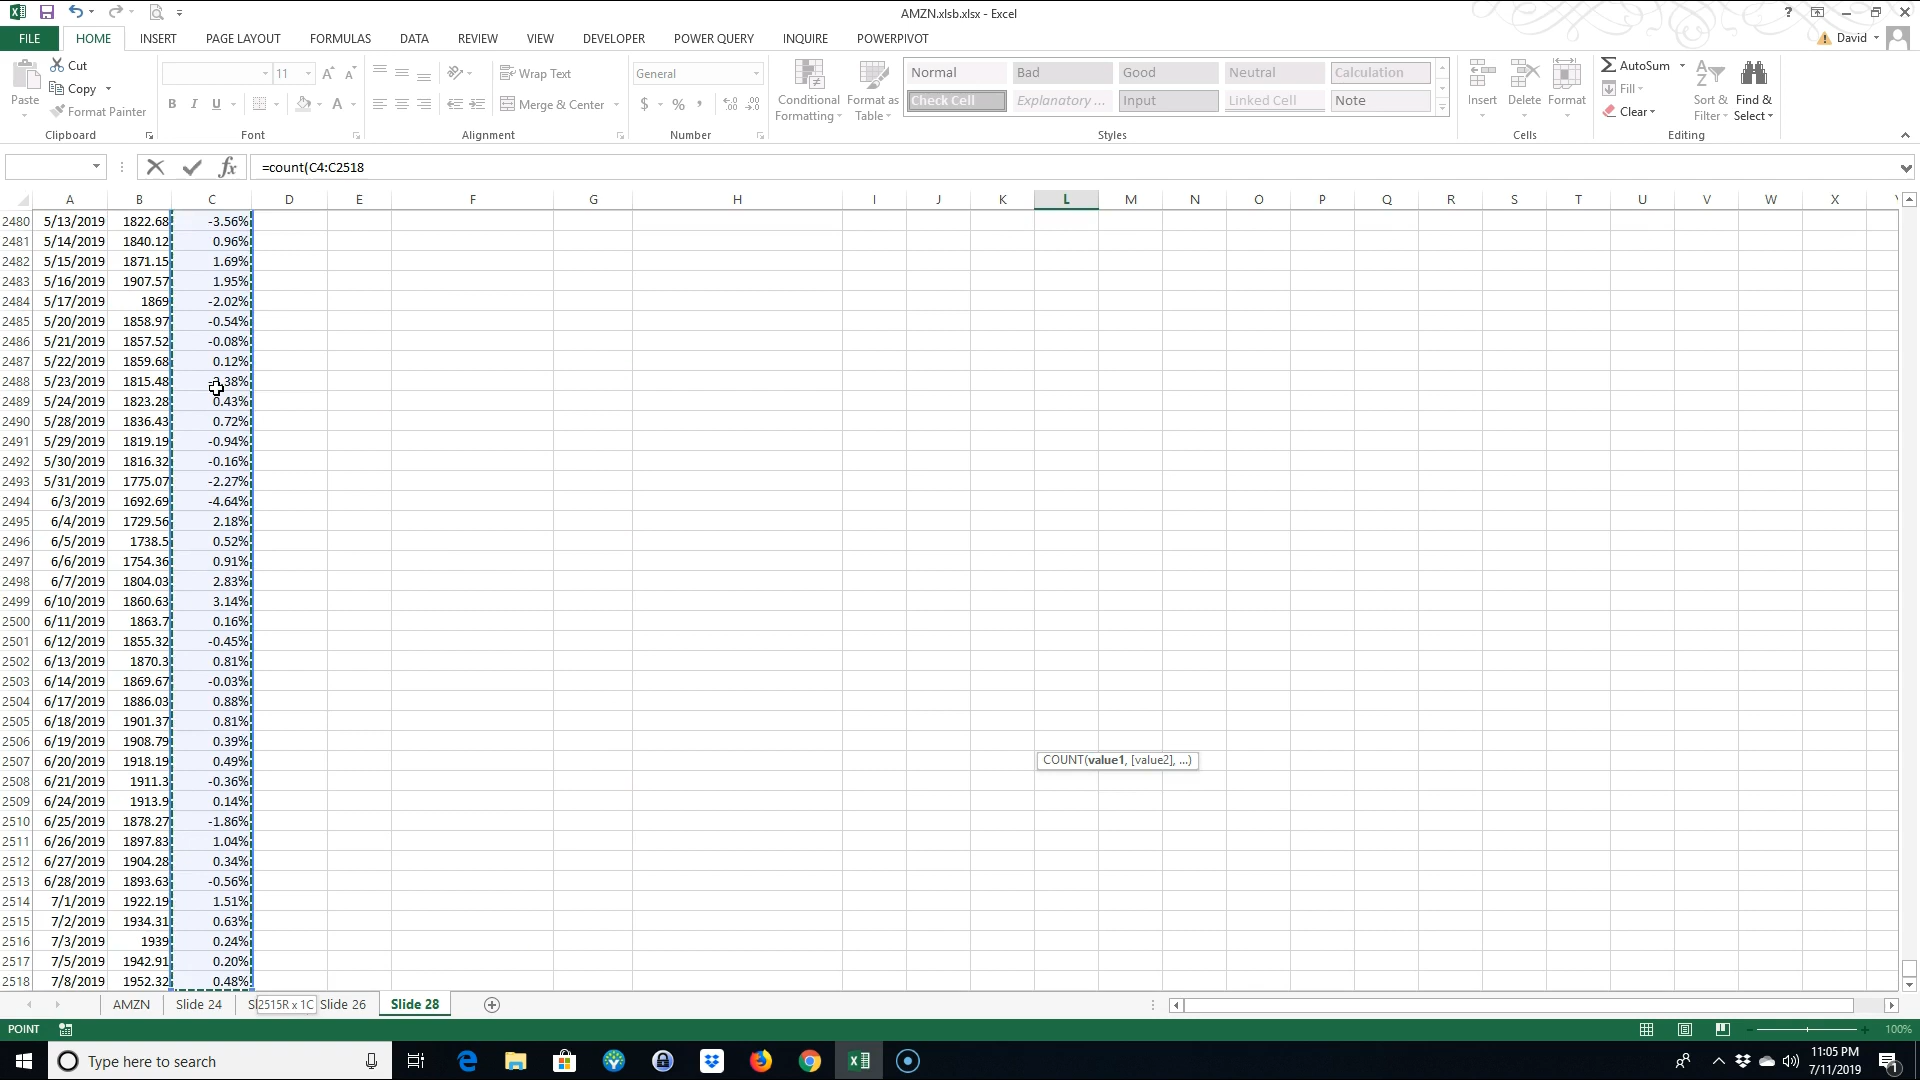 AMZN.xlsb.xlsx - Excel
?
FILE HOME INSERT PAGE LAYOUT FORMULAS DATA REVIEW VIEW DEVELOPER POWER QUERY INQUIRE POWERPIVOT
David
Paste
Cut
Copy
Format Painter
Clipboard
11
B I U
A A
A
Font
Wrap Text
Merge & Center
Alignment
General
$ % ,
Number
Conditional Formatting
Format as Table
Normal Bad Good Neutral Calculation
Check Cell Explanatory ... Input Linked Cell Note
Styles
Insert Delete Format
Cells
AutoSum
Fill
Clear
Sort & Filter
Find & Select
Editing
fx =count(C4:C2518
A B C D E F G H I J K L M N O P Q R S T U V W X
2480 5/13/2019 1822.68 -3.56%
2481 5/14/2019 1840.12 0.96%
2482 5/15/2019 1871.15 1.69%
2483 5/16/2019 1907.57 1.95%
2484 5/17/2019 1869 -2.02%
2485 5/20/2019 1858.97 -0.54%
2486 5/21/2019 1857.52 -0.08%
2487 5/22/2019 1859.68 0.12%
2488 5/23/2019 1815.48 .38%
2489 5/24/2019 1823.28 0.43%
2490 5/28/2019 1836.43 0.72%
2491 5/29/2019 1819.19 -0.94%
2492 5/30/2019 1816.32 -0.16%
2493 5/31/2019 1775.07 -2.27%
2494 6/3/2019 1692.69 -4.64%
2495 6/4/2019 1729.56 2.18%
2496 6/5/2019 1738.5 0.52%
2497 6/6/2019 1754.36 0.91%
2498 6/7/2019 1804.03 2.83%
2499 6/10/2019 1860.63 3.14%
2500 6/11/2019 1863.7 0.16%
2501 6/12/2019 1855.32 -0.45%
2502 6/13/2019 1870.3 0.81%
2503 6/14/2019 1869.67 -0.03%
2504 6/17/2019 1886.03 0.88%
2505 6/18/2019 1901.37 0.81%
2506 6/19/2019 1908.79 0.39%
2507 6/20/2019 1918.19 0.49%
COUNT(value1, [value2], ...)
2508 6/21/2019 1911.3 -0.36%
2509 6/24/2019 1913.9 0.14%
2510 6/25/2019 1878.27 -1.86%
2511 6/26/2019 1897.83 1.04%
2512 6/27/2019 1904.28 0.34%
2513 6/28/2019 1893.63 -0.56%
2514 7/1/2019 1922.19 1.51%
2515 7/2/2019 1934.31 0.63%
2516 7/3/2019 1939 0.24%
2517 7/5/2019 1942.91 0.20%
2518 7/8/2019 1952.32 0.48%
AMZN Slide 24 Sl 2515R x 1C Slide 26 Slide 28
POINT
100%
Type here to search
11:05 PM
7/11/2019
1